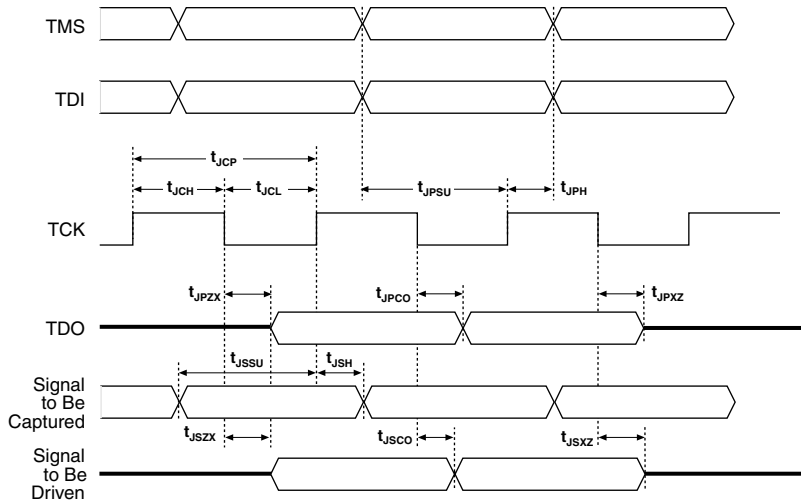 TMS
TDI
tJCP
tJCH
tJCL
tJPSU
tJPH
TCK
tJPZX
tJPCO
tJPXZ
TDO
tJSSU
tJSH
Signal
to Be
Captured
tJSZX
tJSCO
tJSXZ
Signal
to Be
Driven